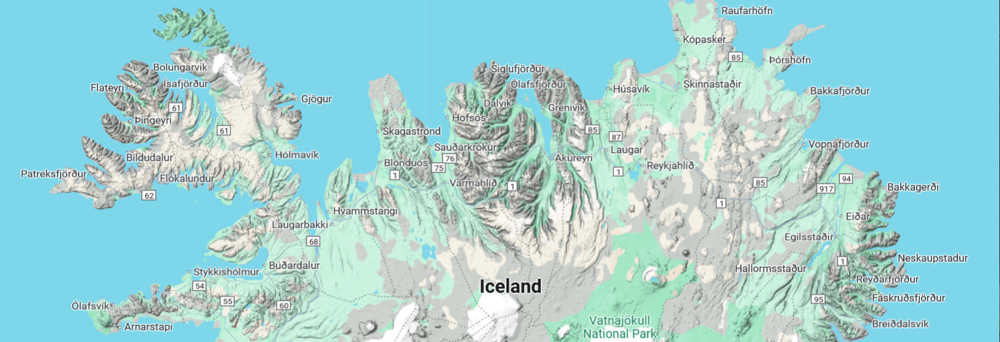 Raufarhöfn
Kópasker
85
Þórshöfn
Bolungarvik
Siglufjörður
Ísafjörður
Ólafsfjörður
Skinnastaðir
Flateyri
Húsavík
Bakkafjörður
Gjögur
Dalvik
61
Grenivík
Þingeyri
Hofsós
61
Skagaströnd
85
87
Vopnafjörður
Sauðárkrókur
Laugar
Hólmavík
Bíldudalur
76
Akureyri
Blönduós
75
Reykjahlíð
Patreksfjörður
1
1
Flókalundur
Varmahlíð
85
94
1
917
Bakkagerði
62
1
Hvammstangi
Eiðar
Laugarbakki
Egilsstaðir
68
Neskaupstadur
Búðardalur
1
Stykkishólmur
Hallormsstaður
Reyðarfjörður
54
Iceland
55
95
Fáskrúðsfjörður
Ólafsvík
60
Vatnajökull
National Park
Breiðdalsvík
Arnarstapi